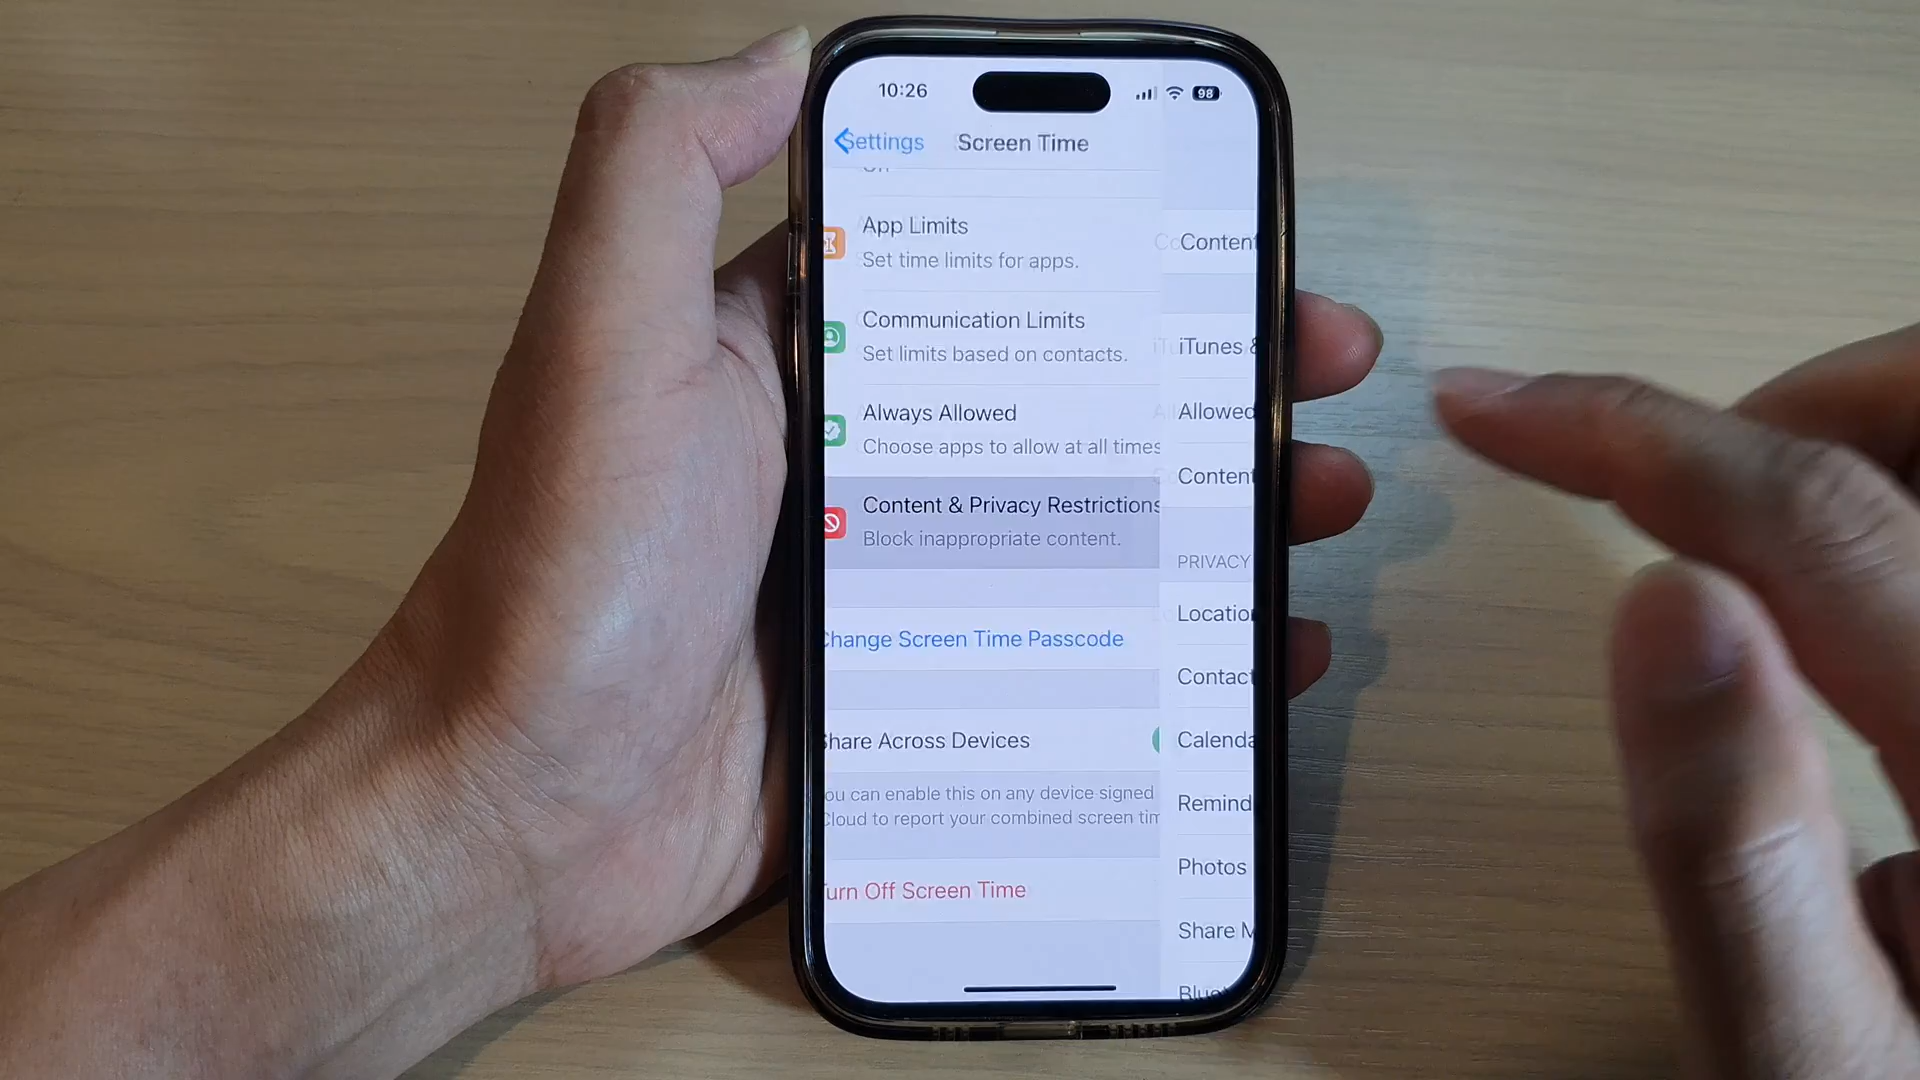 10:26
98
Settings
Screen Time
App Limits
Set time limits for apps.
Communication Limits
Set limits based on contacts.
Always Allowed
Choose apps to allow at all times
Content & Privacy Restrictions
Block inappropriate content.
Change Screen Time Passcode
Share Across Devices
ou can enable this on any device signed
Cloud to report your combined screen tim
Turn Off Screen Time
Content
iTunes &
Allowed
Content
PRIVACY
Location
Contact
Calenda
Remind
Photos
Share M
Bluet